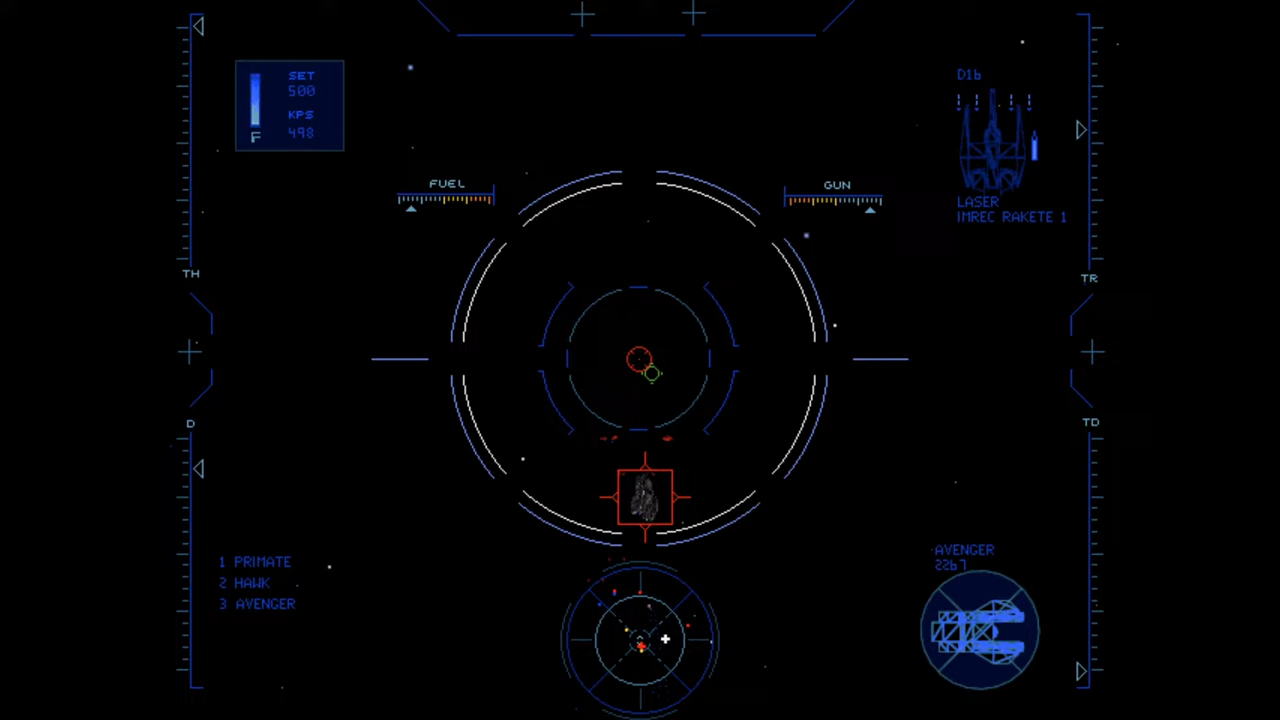 SET
500
KPS
498
F
FUEL
GUN
D16
LASER
IMREC RAKETE 1
TH
TR
D
TD
1 PRIMATE
2 HAWK
3 AVENGER
AVENGER
2267